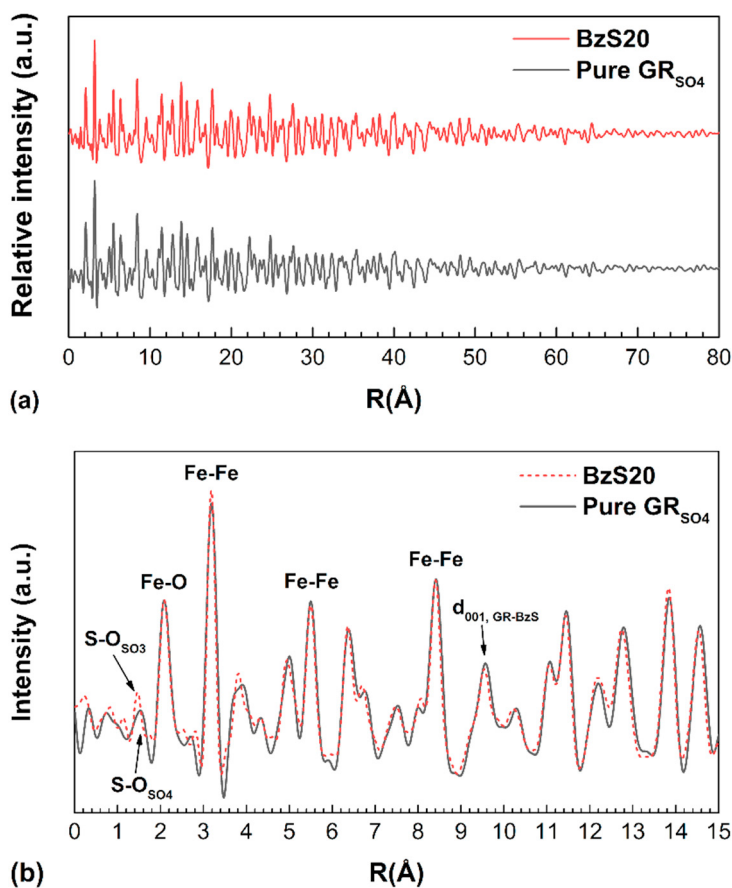 BzS20
Pure GRSO4
Relative intensity (a.u.)
0 10 20 30 40 50 60 70 80
(a)
R(Å)
Fe-Fe
BzS20
Pure GRSO4
Fe-Fe
Fe-O
Fe-Fe
d001, GR-BzS
S-OSO3
Intensity (a.u.)
S-OSO4
0 1 2 3 4 5 6 7 8 9 10 11 12 13 14 15
(b)
R(Å)